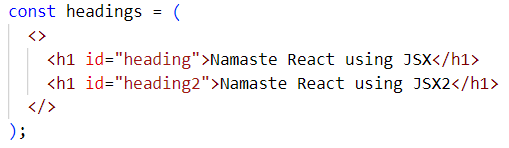 const headings = (
  <>
    <h1 id="heading">Namaste React using JSX</h1>
    <h1 id="heading2">Namaste React using JSX2</h1>
  </>
);